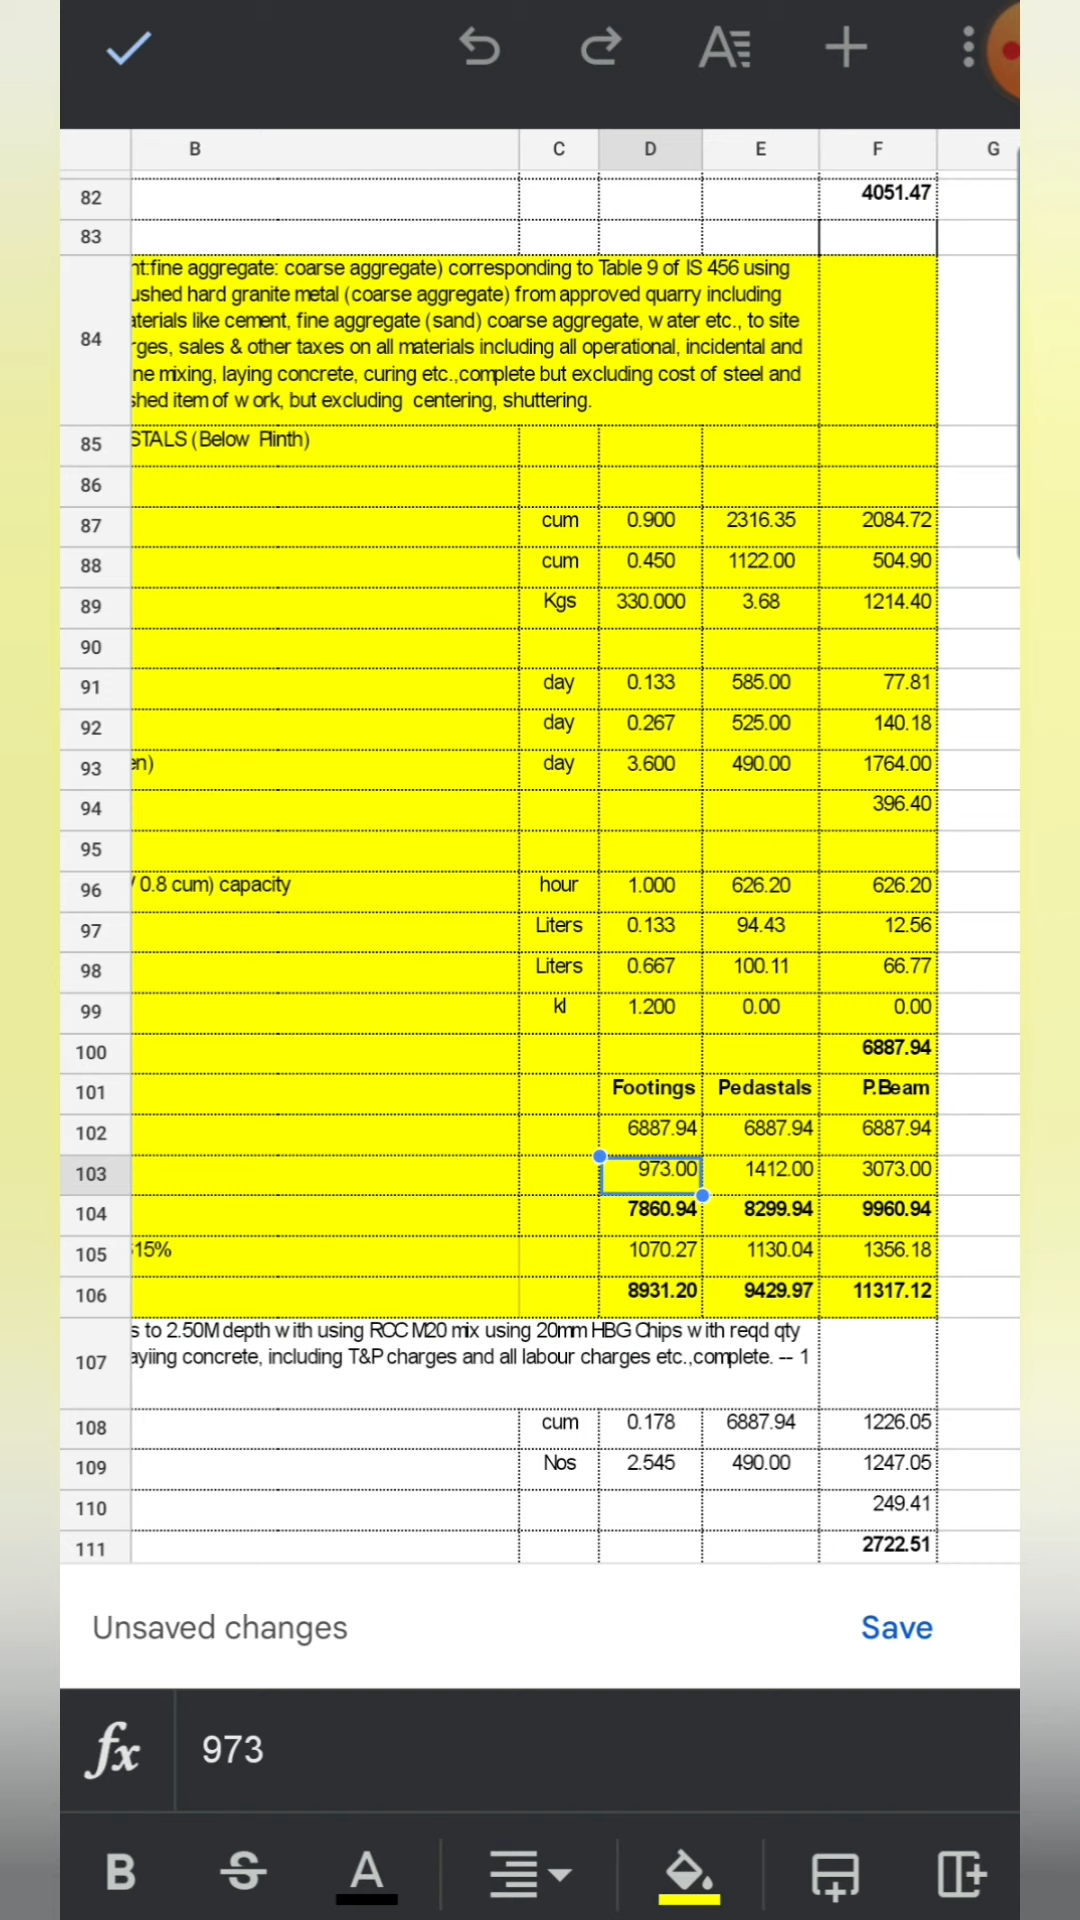 B C D E F G
82 4051.47
83
nt:fine aggregate: coarse aggregate) corresponding to Table 9 of IS 456 using
ushed hard granite metal (coarse aggregate) from approved quarry including
aterials like cement, fine aggregate (sand) coarse aggregate, water etc., to site
84
rges, sales & other taxes on all materials including all operational, incidental and
ne mixing, laying concrete, curing etc.,complete but excluding cost of steel and
shed item of work, but excluding centering, shuttering.
85 STALS (Below Plinth)
86
87 cum 0.900 2316.35 2084.72
88 cum 0.450 1122.00 504.90
89 Kgs 330.000 3.68 1214.40
90
91 day 0.133 585.00 77.81
92 day 0.267 525.00 140.18
93 en) day 3.600 490.00 1764.00
94 396.40
95
96 / 0.8 cum) capacity hour 1.000 626.20 626.20
97 Liters 0.133 94.43 12.56
98 Liters 0.667 100.11 66.77
99 kl 1.200 0.00 0.00
100 6887.94
101 Footings Pedastals P.Beam
102 6887.94 6887.94 6887.94
103 973.00 1412.00 3073.00
104 7860.94 8299.94 9960.94
105 15% 1070.27 1130.04 1356.18
106 8931.20 9429.97 11317.12
s to 2.50M depth with using RCC M20 mix using 20mm HBG Chips with reqd qty
107 ayiing concrete, including T&P charges and all labour charges etc.,complete. -- 1
108 cum 0.178 6887.94 1226.05
109 Nos 2.545 490.00 1247.05
110 249.41
111 2722.51
Unsaved changes Save
fx 973
B S A